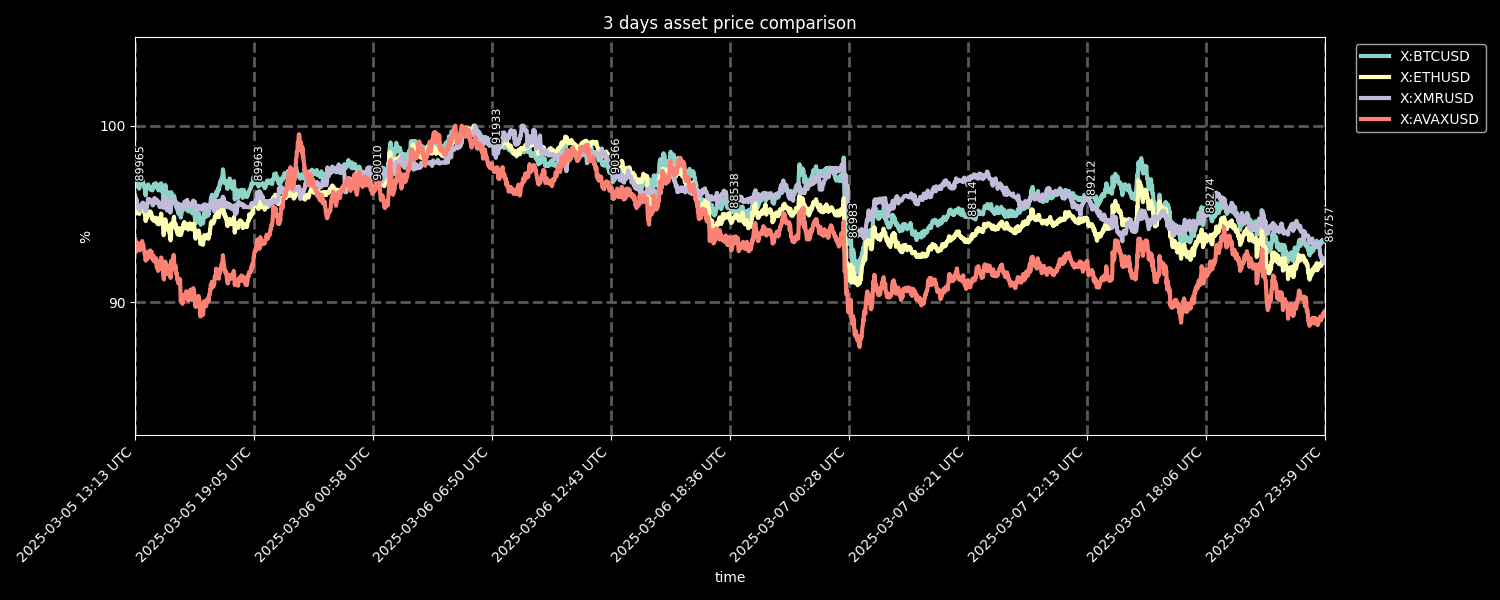 3 days asset price comparison
X:BTCUSD
X:ETHUSD
X:XMRUSD
X:AVAXUSD
100
90
%
89965
89963
90010
91933
90366
88538
86983
88114
89212
88274
86757
2025-03-05 13:13 UTC
2025-03-05 19:05 UTC
2025-03-06 00:58 UTC
2025-03-06 06:50 UTC
2025-03-06 12:43 UTC
2025-03-06 18:36 UTC
2025-03-07 00:28 UTC
2025-03-07 06:21 UTC
2025-03-07 12:13 UTC
2025-03-07 18:06 UTC
2025-03-07 23:59 UTC
time